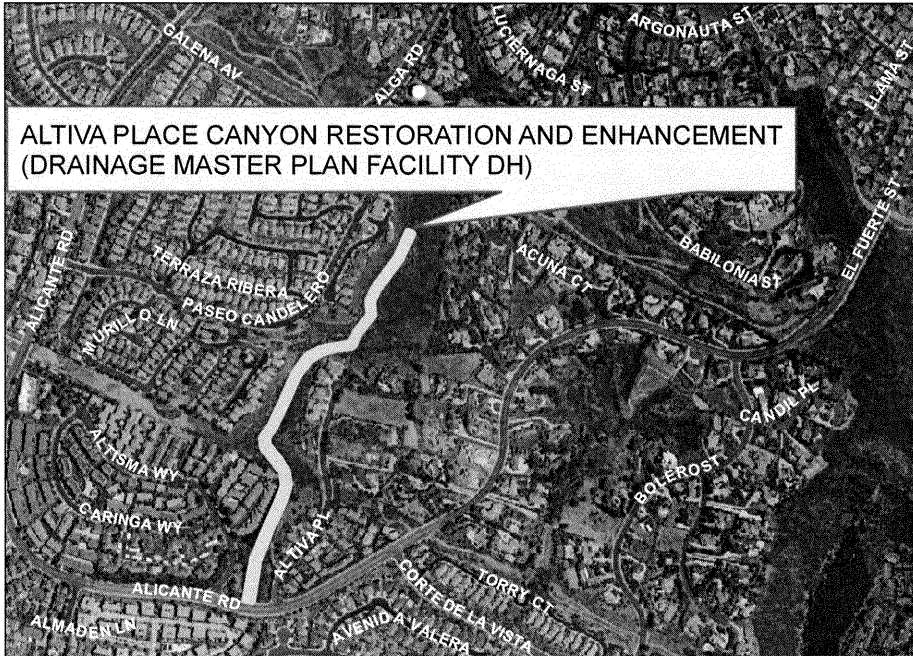 GALENA AV
ALGA RD
LUCIERNAGA ST
ARGONAUTA ST
LLAMA ST
ALTIVA PLACE CANYON RESTORATION AND ENHANCEMENT
(DRAINAGE MASTER PLAN FACILITY DH)
ALICANTE RD
TERRAZA RIBERA
PASEO CANDELERO
MURILLO LN
ACUNA CT
BABILONIA ST
EL FUERTE ST
CANDIL PL
BOLERO ST
ALTISMA WY
CARINGA WY
ALTIVA PL
ALICANTE RD
ALMADEN LN
AVENIDA VALERA
CORTE DE LA VISTA
TORRY CT